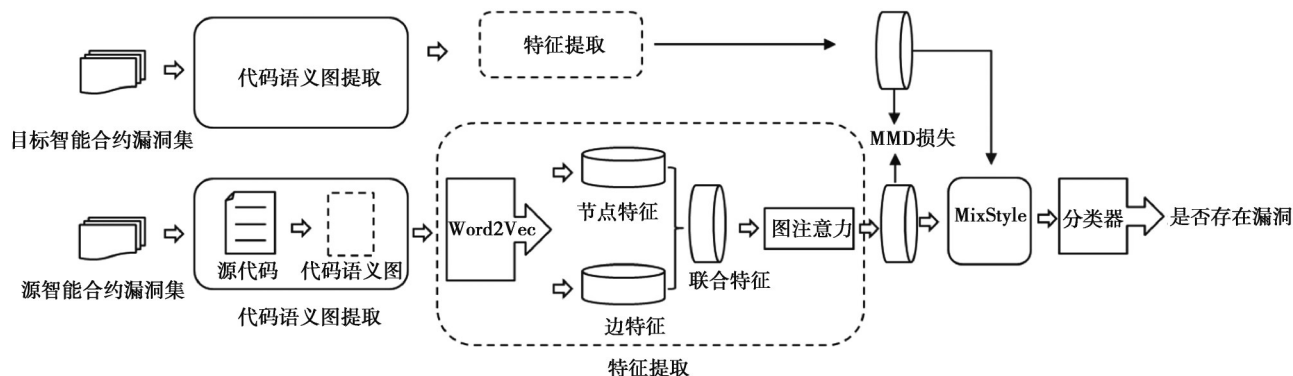 代码语义图提取
特征提取
目标智能合约漏洞集
MMD损失
源代码
代码语义图
源智能合约漏洞集
代码语义图提取
Word2Vec
节点特征
边特征
联合特征
图注意力
特征提取
MixStyle
分类器
是否存在漏洞